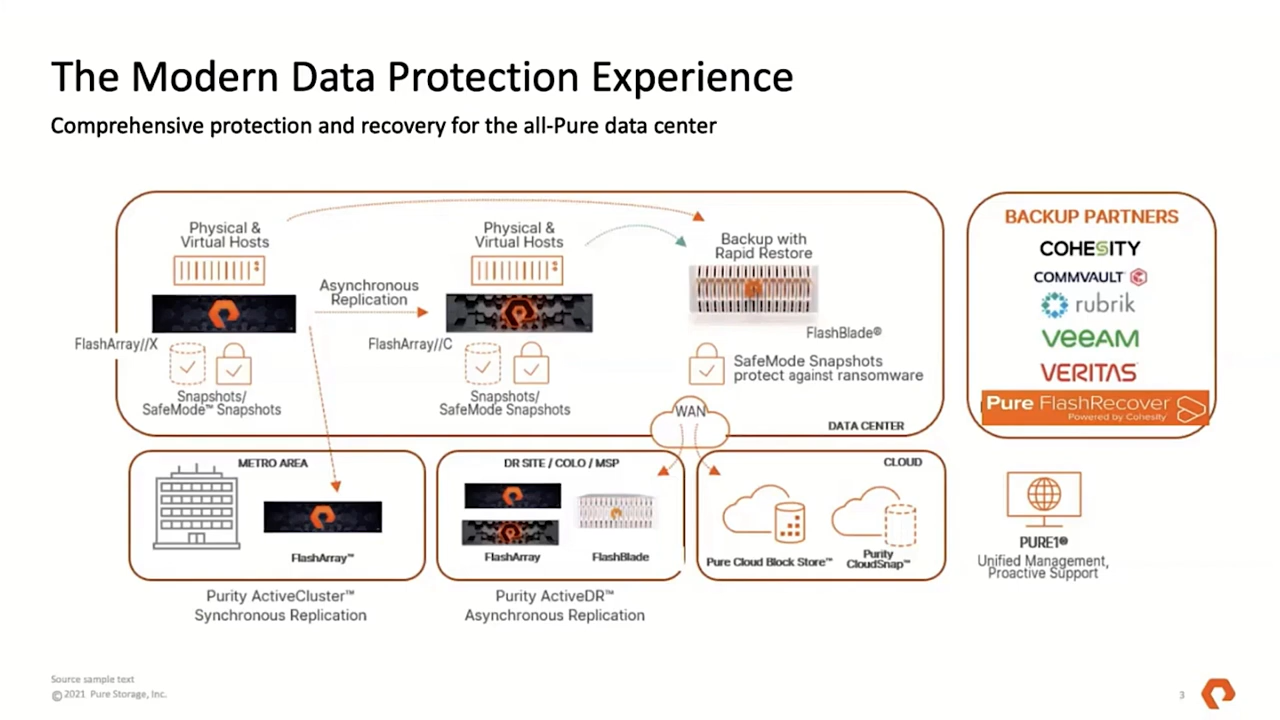 The Modern Data Protection Experience
Comprehensive protection and recovery for the all-Pure data center
Physical &
Virtual Hosts
FlashArray//X
Snapshots/
SafeMode™ Snapshots
Asynchronous
Replication
Physical &
Virtual Hosts
FlashArray//C
Snapshots/
SafeMode Snapshots
Backup with
Rapid Restore
FlashBlade®
SafeMode Snapshots
protect against ransomware
WAN
DATA CENTER
BACKUP PARTNERS
COHESITY
COMMVAULT
rubrik
veeAM
VERITAS
Pure FlashRecover
Powered by Cohesity
METRO AREA
FlashArray™
Purity ActiveCluster™
Synchronous Replication
DR SITE / COLO / MSP
FlashArray
FlashBlade
Purity ActiveDR™
Asynchronous Replication
CLOUD
Pure Cloud Block Store™
Purity
CloudSnap™
PURE1®
Unified Management,
Proactive Support
Source sample text
© 2021 Pure Storage, Inc.
3